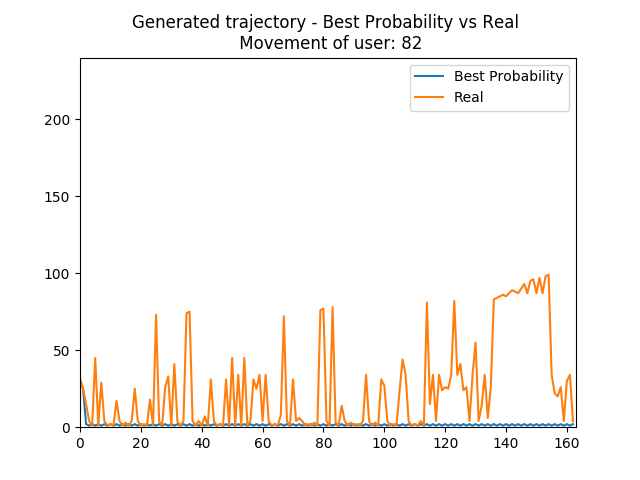 Generated trajectory - Best Probability vs Real
Movement of user: 82
Best Probability
Real
200
150
100
50
0
0 20 40 60 80 100 120 140 160